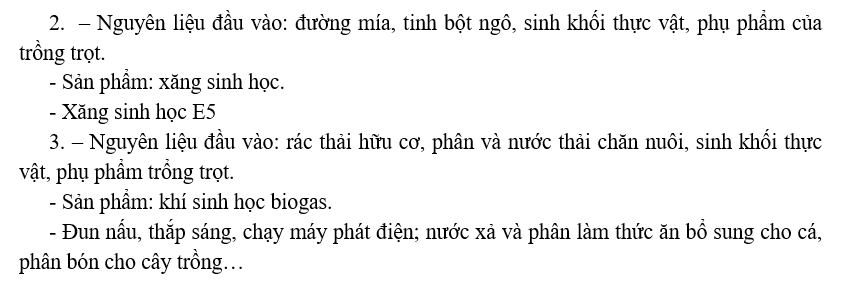 2. – Nguyên liệu đầu vào: đường mía, tinh bột ngô, sinh khối thực vật, phụ phẩm của
trồng trọt.
- Sản phẩm: xăng sinh học.
- Xăng sinh học E5
3. – Nguyên liệu đầu vào: rác thải hữu cơ, phân và nước thải chăn nuôi, sinh khối thực
vật, phụ phẩm trồng trọt.
- Sản phẩm: khí sinh học biogas.
- Đun nấu, thắp sáng, chạy máy phát điện; nước xả và phân làm thức ăn bổ sung cho cá,
phân bón cho cây trồng…